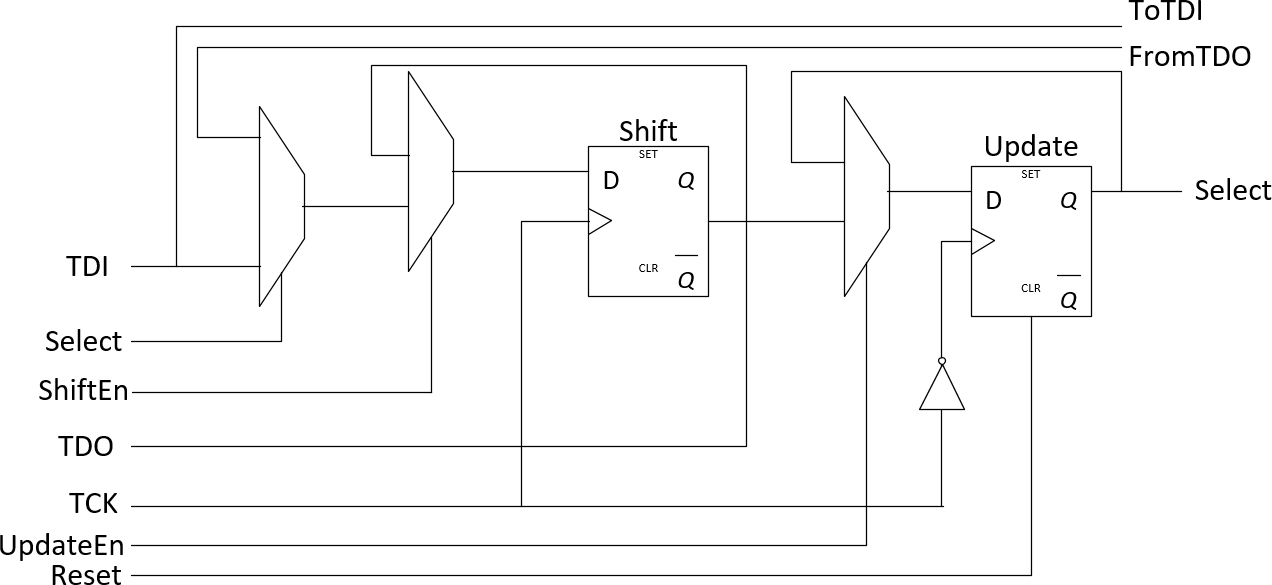 ToTDI
FromTDO
Shift
SET
D Q
CLR
Q
Update
SET
D Q
CLR
Q
Select
TDI
Select
ShiftEn
TDO
TCK
UpdateEn
Reset